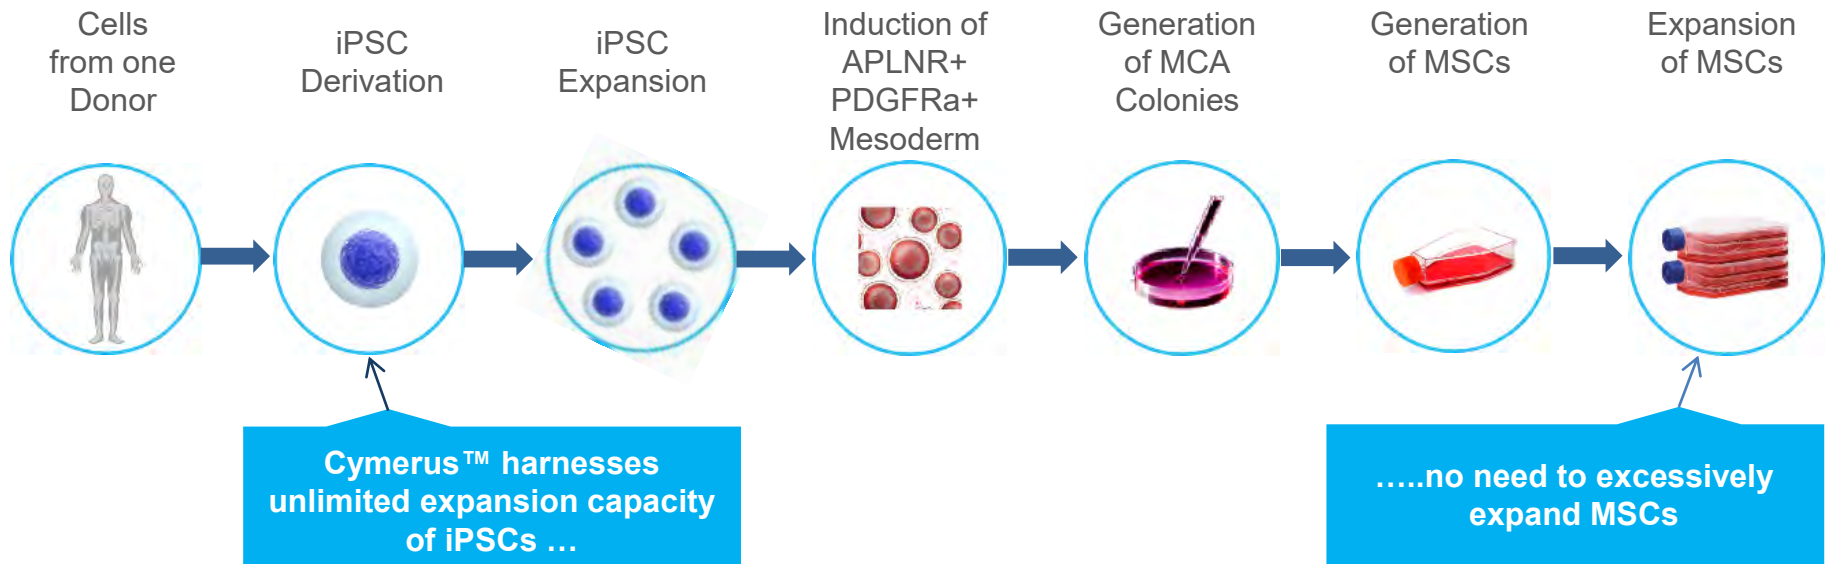 Cells
from one
Donor
iPSC
Derivation
iPSC
Expansion
Induction of
APLNR+
PDGFRa+
Mesoderm
Generation
of MCA
Colonies
Generation
of MSCs
Expansion
of MSCs
Cymerus™ harnesses
unlimited expansion capacity
of iPSCs …
…..no need to excessively
expand MSCs